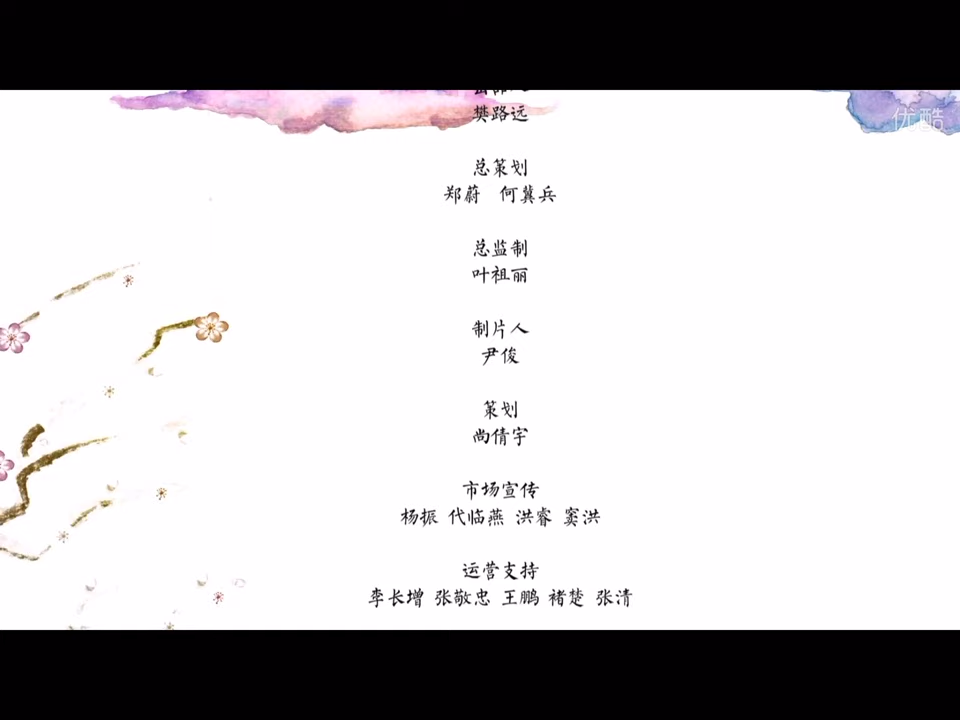 樊路远
优酷
总策划
郑蔚 何冀兵
总监制
叶祖丽
制片人
尹俊
策划
尚倩宇
市场宣传
杨振 代临燕 洪睿 窦洪
运营支持
李长增 张敬忠 王鹏 褚楚 张清